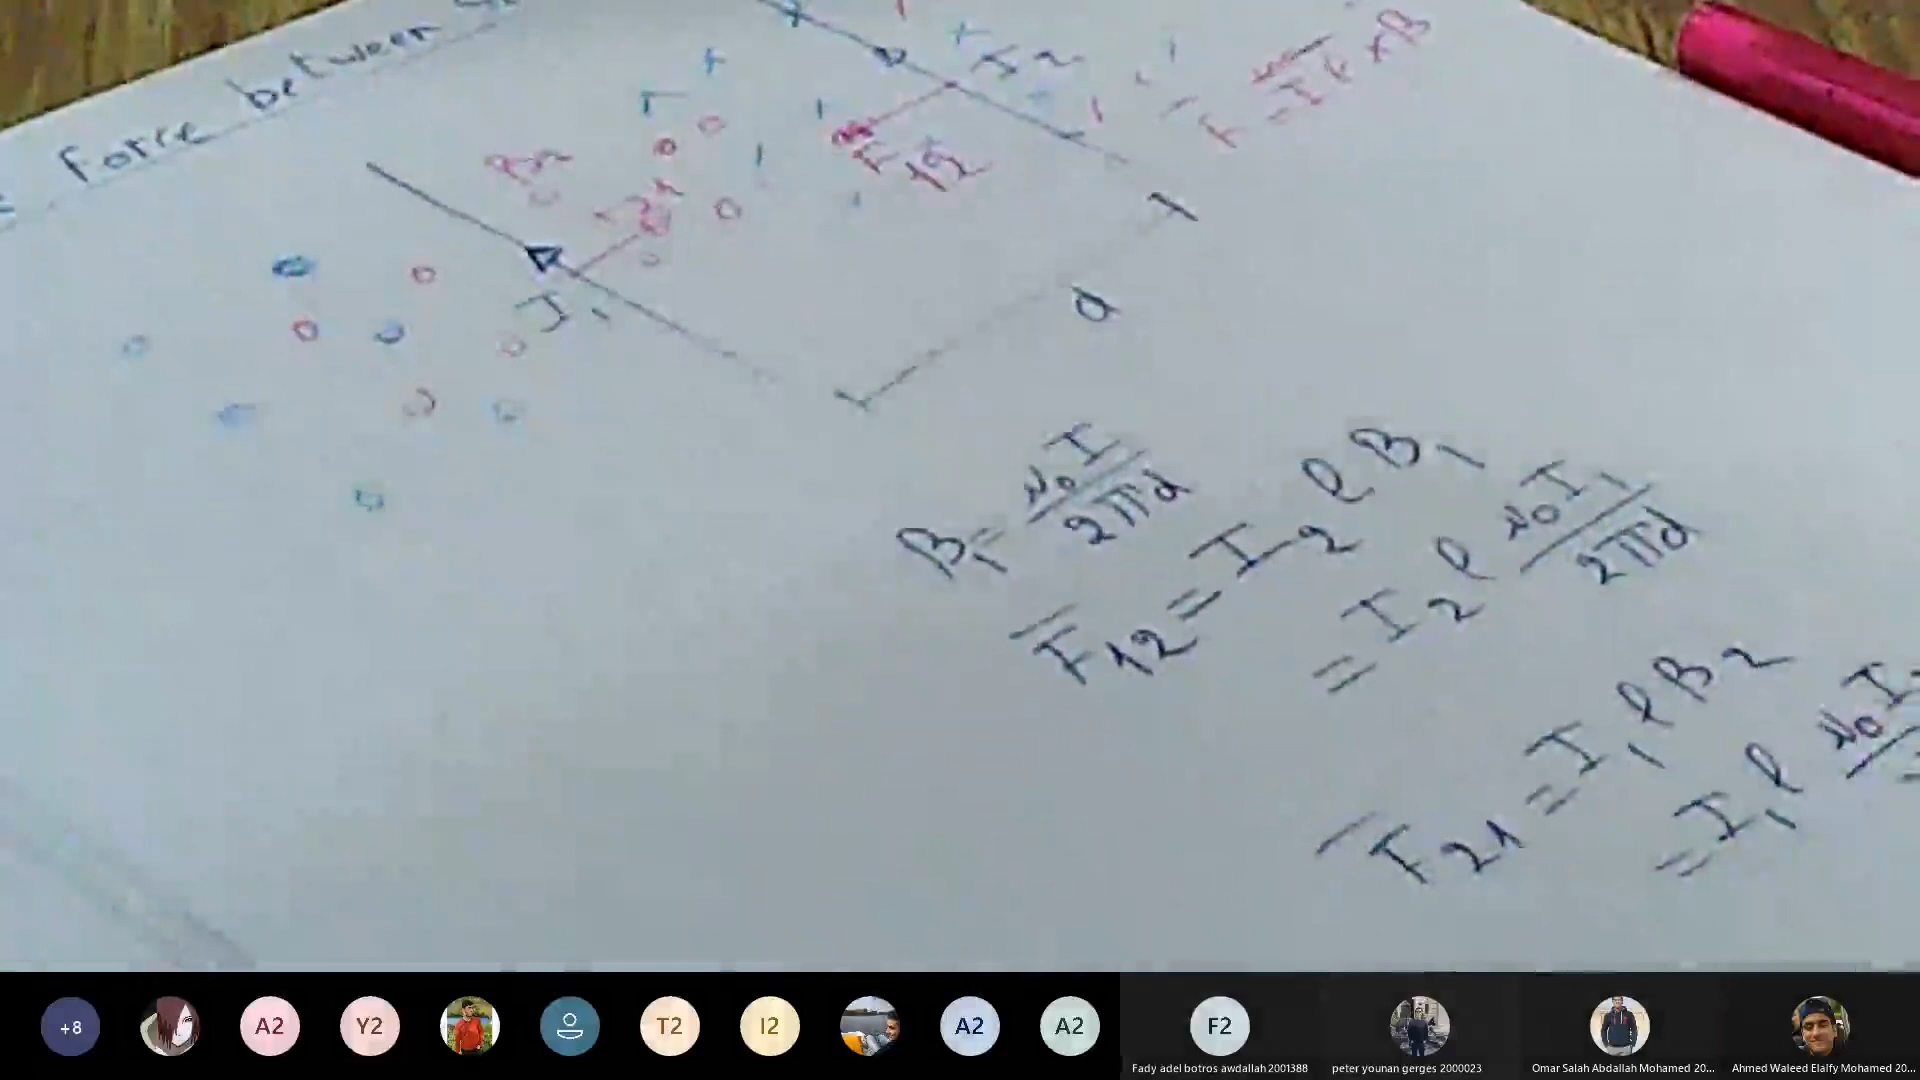 Force between
I2
F = I l × B
F12
B2
21
I1
d
B1 = μ0 I / 2πd
F12 = I2 l B1
= I2 l μ0 I1 / 2πd
F21 = I1 l B2
= I1 l μ0 I
+8
A2
Y2
T2
I2
A2
A2
F2
Fady adel botros awdallah 2001388
peter younan gerges 2000023
Omar Salah Abdallah Mohamed 20...
Ahmed Waleed Elalfy Mohamed 20...